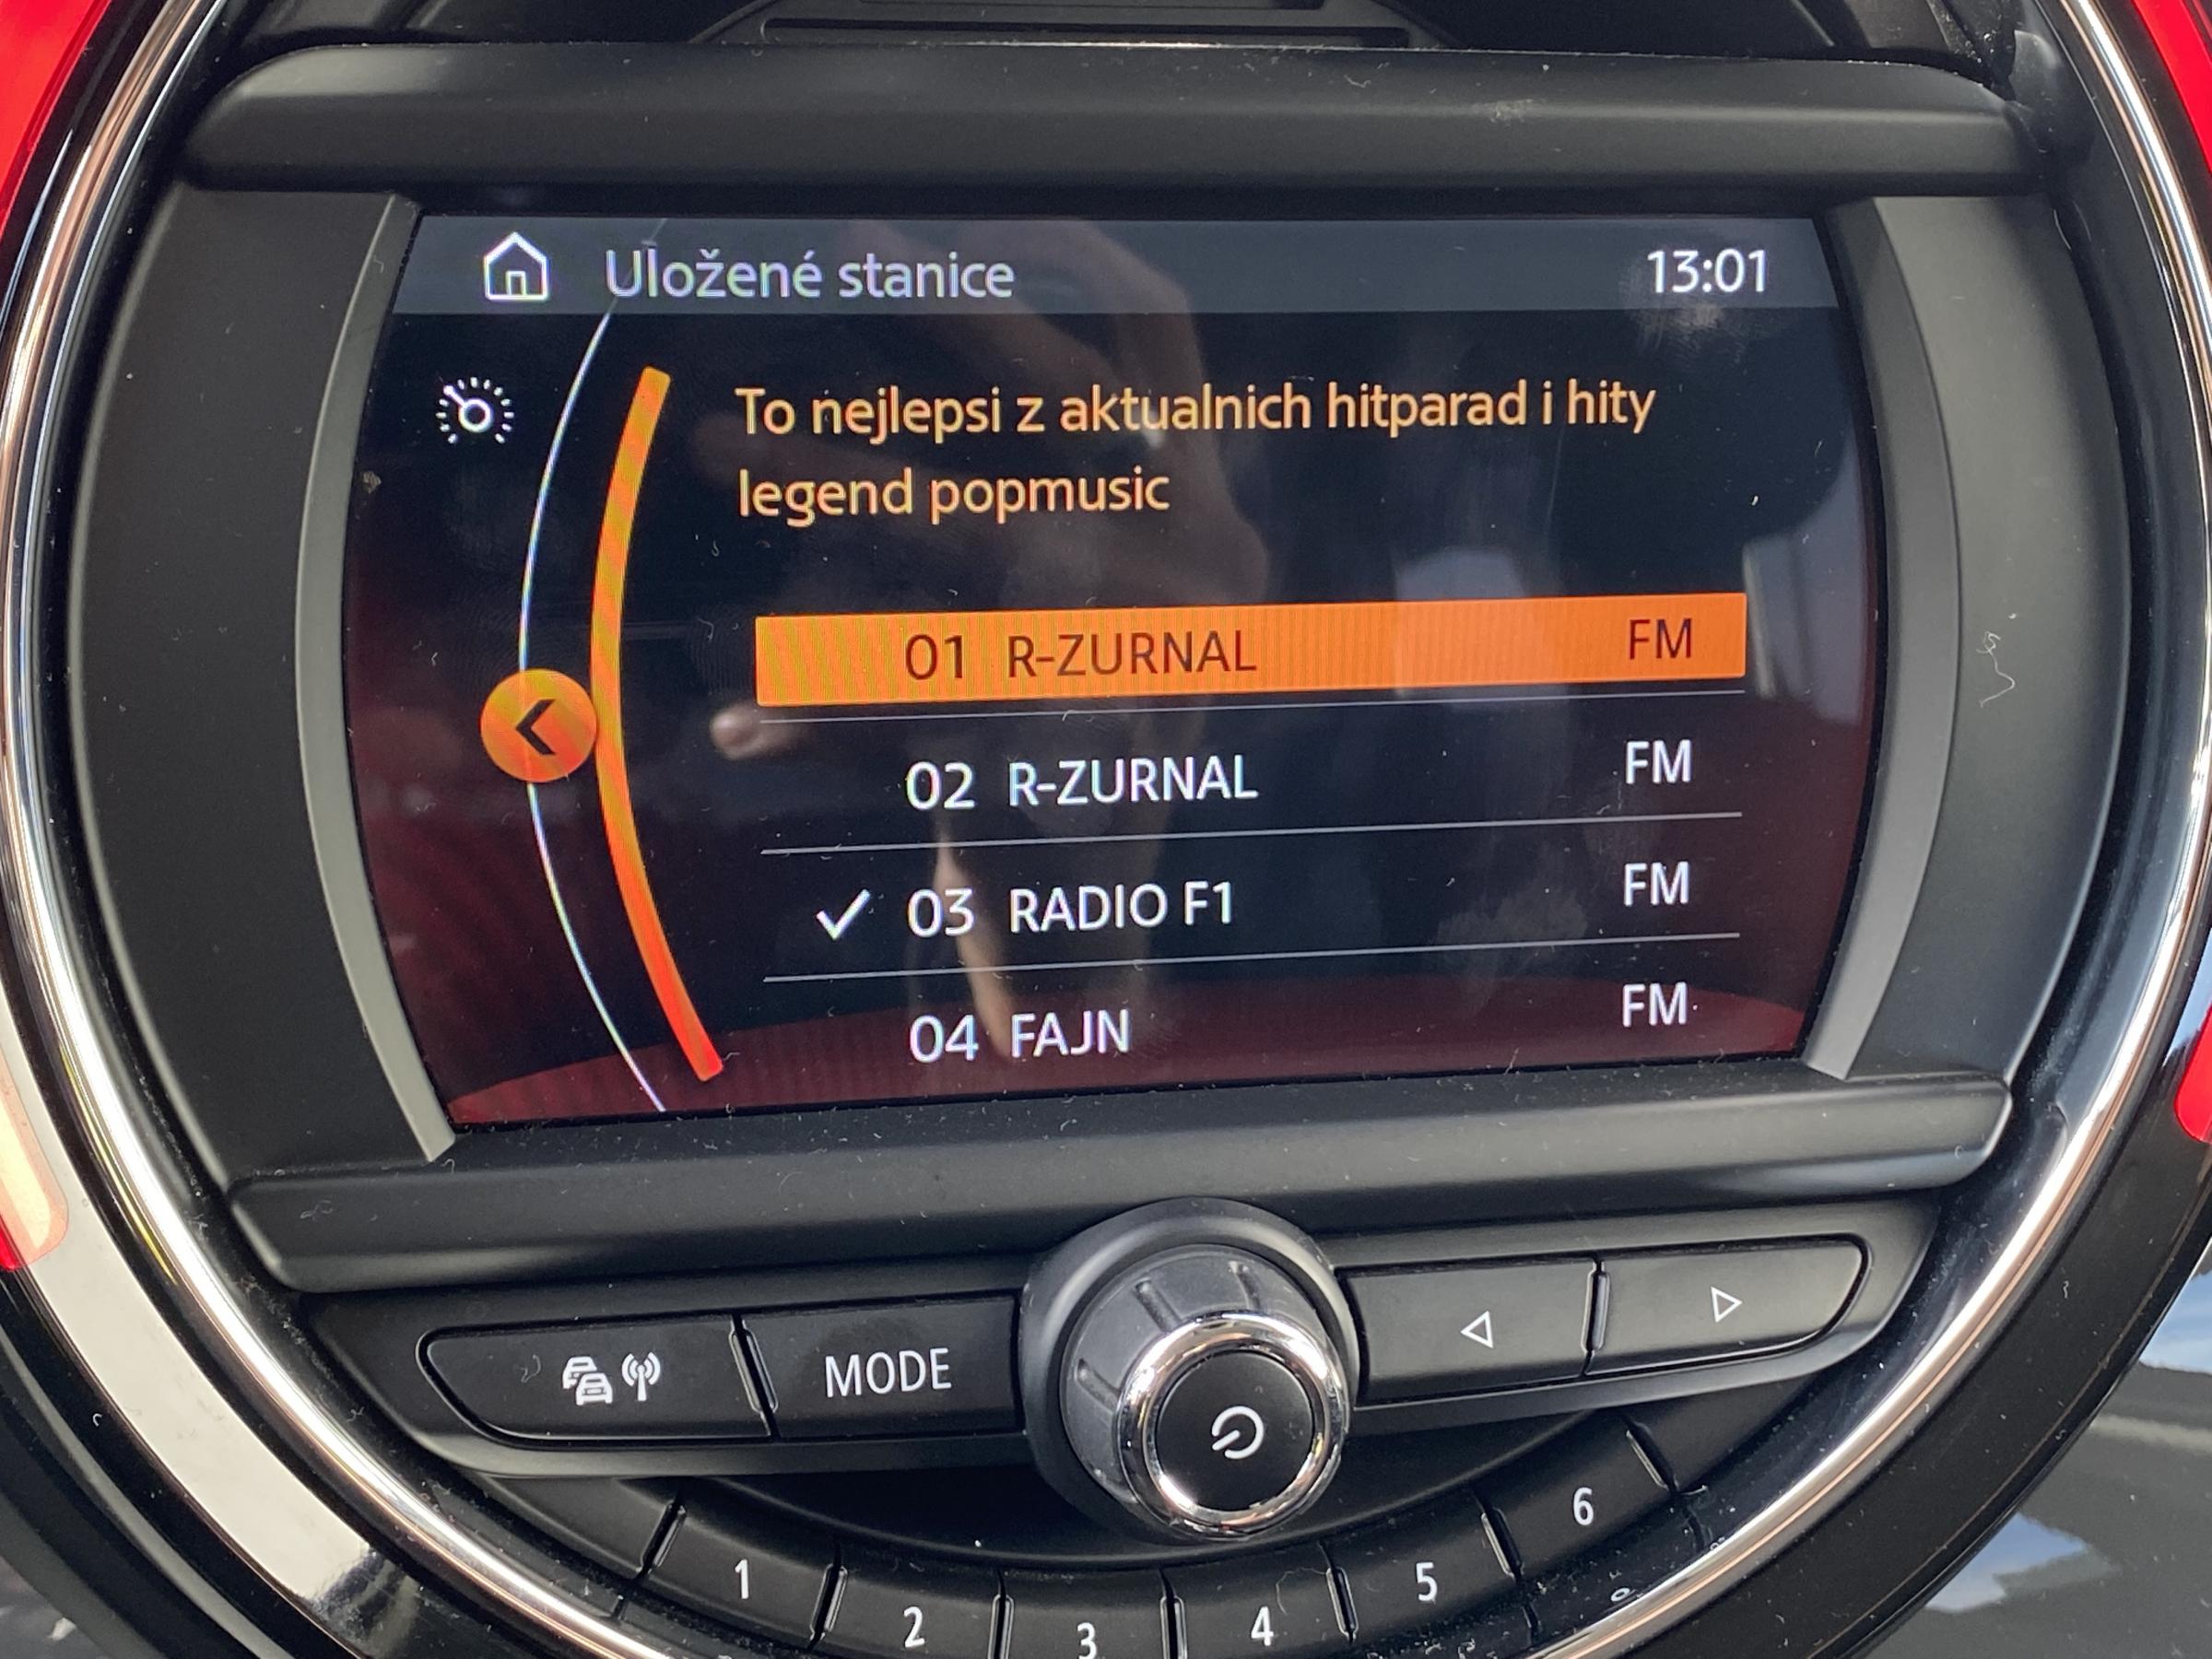 Uložené stanice 13:01
To nejlepsi z aktualnich hitparad i hity
legend popmusic
01 R-ZURNAL FM
02 R-ZURNAL FM
03 RADIO F1 FM
04 FAJN FM
MODE
1 2 3 4 5 6